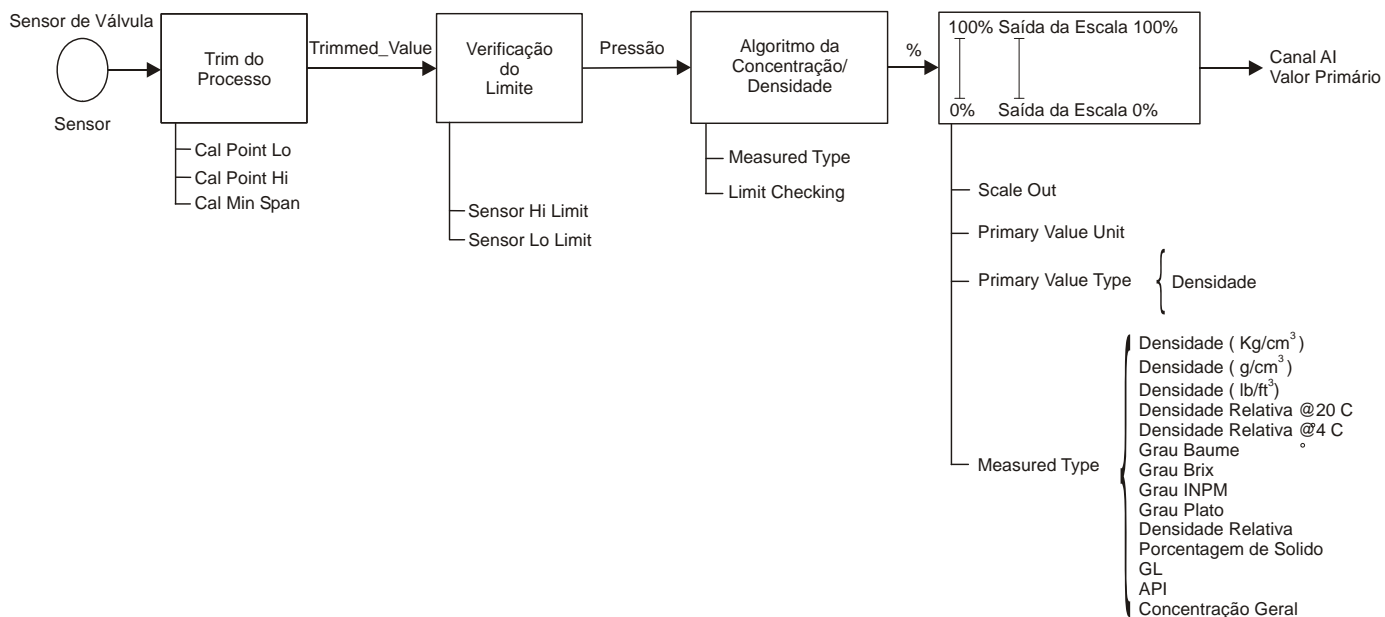 Sensor de Válvula
Sensor
Trim do
Processo
Cal Point Lo
Cal Point Hi
Cal Min Span
Trimmed_Value
Verificação
do
Limite
Sensor Hi Limit
Sensor Lo Limit
Pressão
Algoritmo da
Concentração/
Densidade
Measured Type
Limit Checking
%
100% Saída da Escala 100%
0% Saída da Escala 0%
Canal AI
Valor Primário
Scale Out
Primary Value Unit
Primary Value Type
Densidade
Measured Type
Densidade ( Kg/cm³)
Densidade ( g/cm³)
Densidade ( lb/ft³)
Densidade Relativa @20 C
Densidade Relativa @°4 C
Grau Baume °
Grau Brix
Grau INPM
Grau Plato
Densidade Relativa
Porcentagem de Solido
GL
API
Concentração Geral